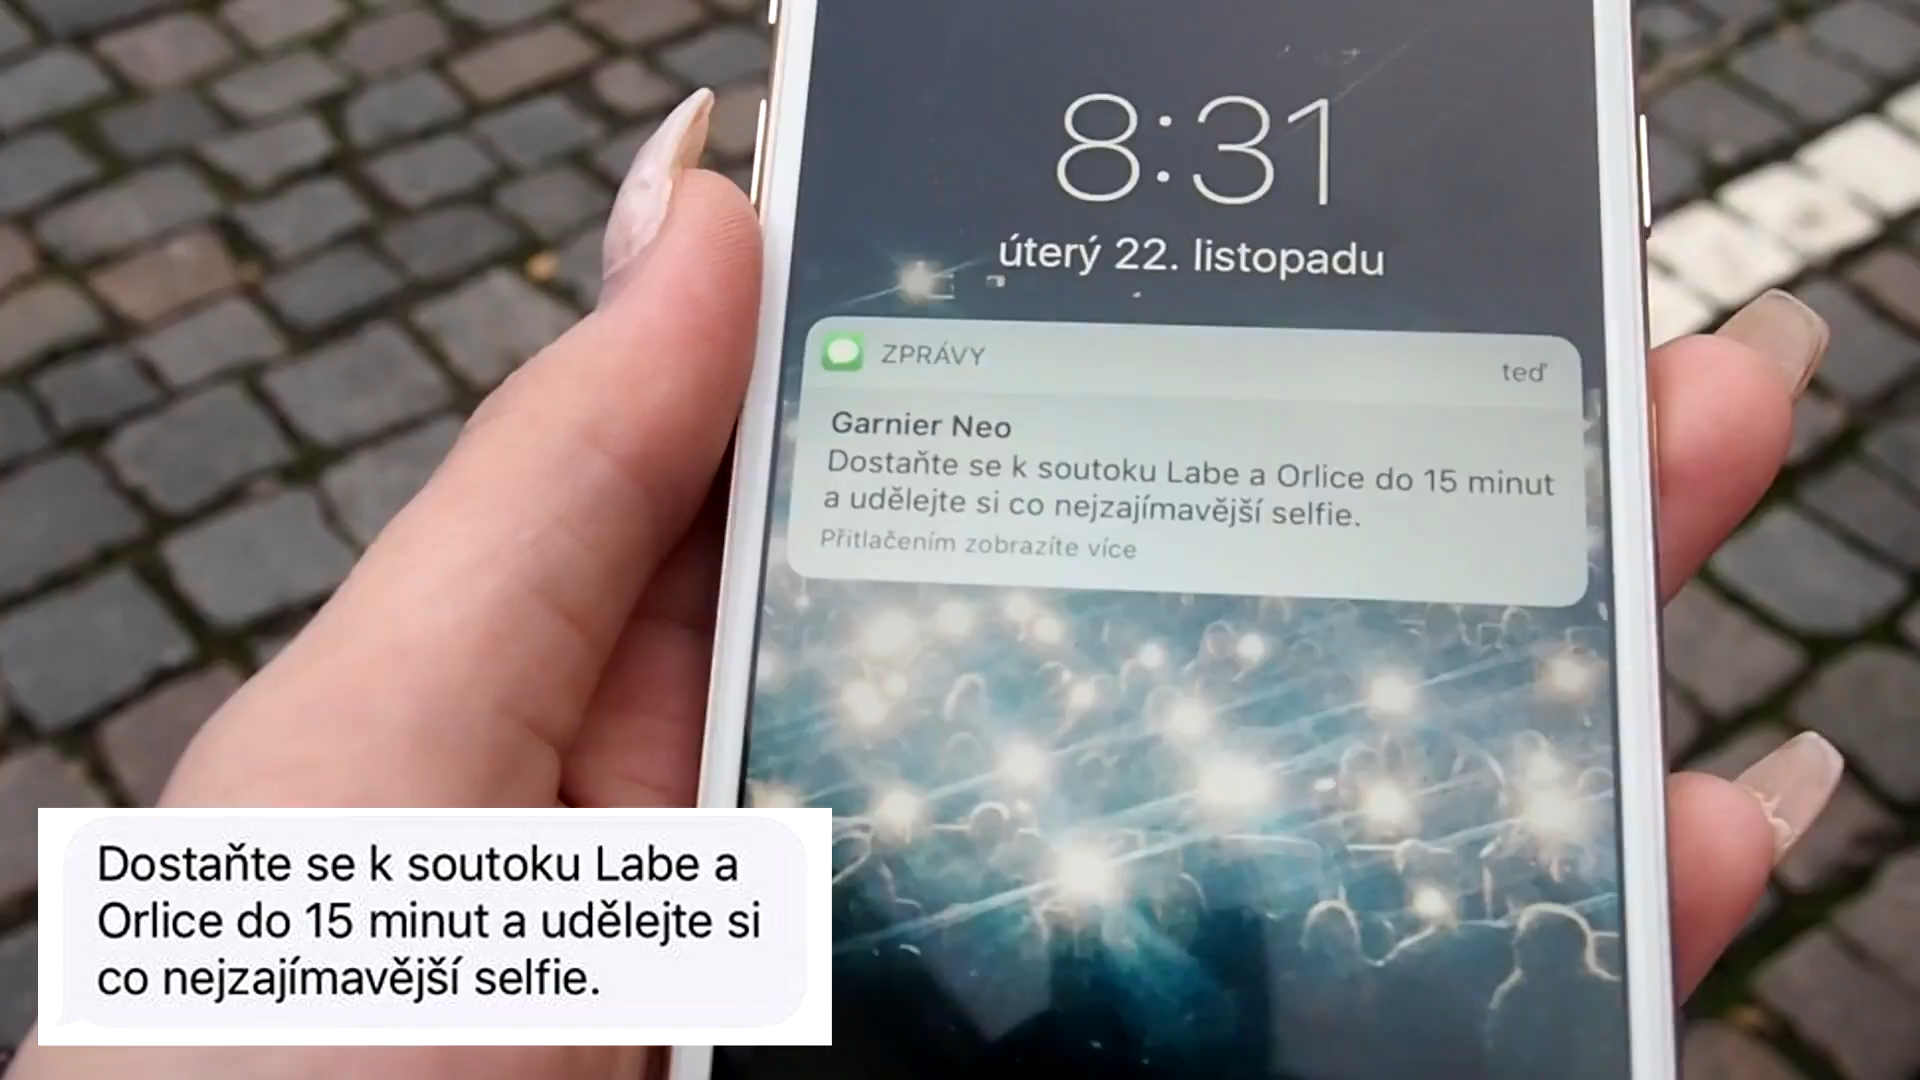 8:31
úterý 22. listopadu
ZPRÁVY
teď
Garnier Neo
Dostaňte se k soutoku Labe a Orlice do 15 minut
a udělejte si co nejzajímavější selfie.
Přitlačením zobrazíte více
Dostaňte se k soutoku Labe a
Orlice do 15 minut a udělejte si
co nejzajímavější selfie.